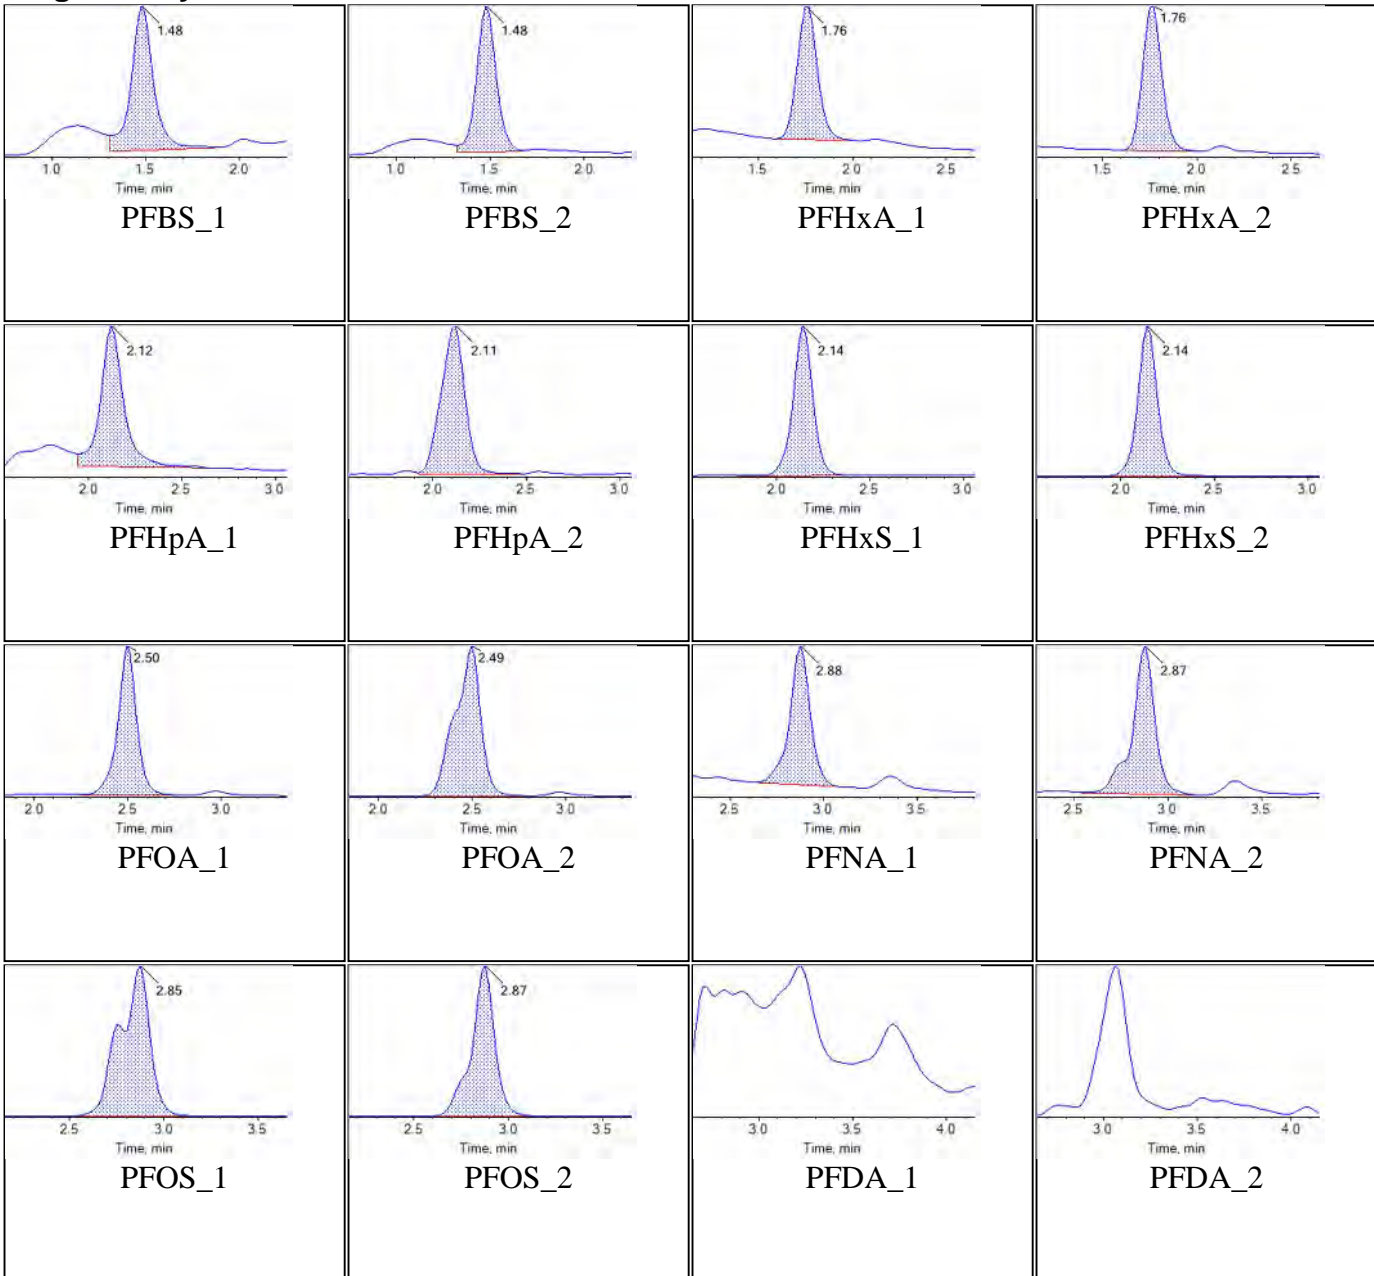 1.48 1.48 1.76 1.76
1.0 1.5 2.0 1.0 1.5 2.0 1.5 2.0 2.5 1.5 2.0 2.5
Time, min Time, min Time, min Time, min
PFBS_1 PFBS_2 PFHxA_1 PFHxA_2
2.12 2.11 2.14 2.14
2.0 2.5 3.0 2.0 2.5 3.0 2.0 2.5 3.0 2.0 2.5 3.0
Time, min Time, min Time, min Time, min
PFHpA_1 PFHpA_2 PFHxS_1 PFHxS_2
2.50 2.49 2.88 2.87
2.0 2.5 3.0 2.0 2.5 3.0 2.5 3.0 3.5 2.5 3.0 3.5
Time, min Time, min Time, min Time, min
PFOA_1 PFOA_2 PFNA_1 PFNA_2
2.85 2.87
2.5 3.0 3.5 2.5 3.0 3.5 3.0 3.5 4.0 3.0 3.5 4.0
Time, min Time, min Time, min Time, min
PFOS_1 PFOS_2 PFDA_1 PFDA_2